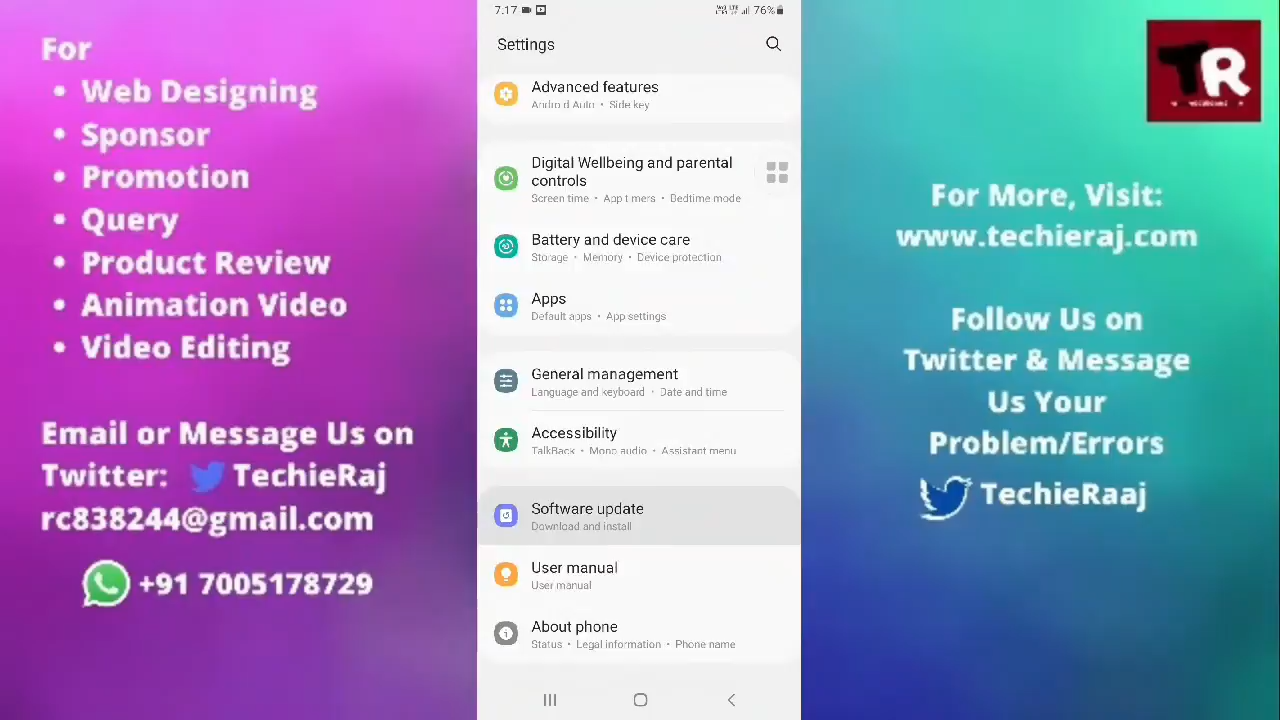 For
• Web Designing
• Sponsor
• Promotion
• Query
• Product Review
• Animation Video
• Video Editing
Email or Message Us on
Twitter: TechieRaj
rc838244@gmail.com
+91 7005178729
7.17
76%
Settings
Advanced features
Android Auto • Side key
Digital Wellbeing and parental
controls
Screen time • App timers • Bedtime mode
Battery and device care
Storage • Memory • Device protection
Apps
Default apps • App settings
General management
Language and keyboard • Date and time
Accessibility
TalkBack • Mono audio • Assistant menu
Software update
Download and install
User manual
User manual
About phone
Status • Legal information • Phone name
TR
For More, Visit:
www.techieraj.com
Follow Us on
Twitter & Message
Us Your
Problem/Errors
TechieRaaj